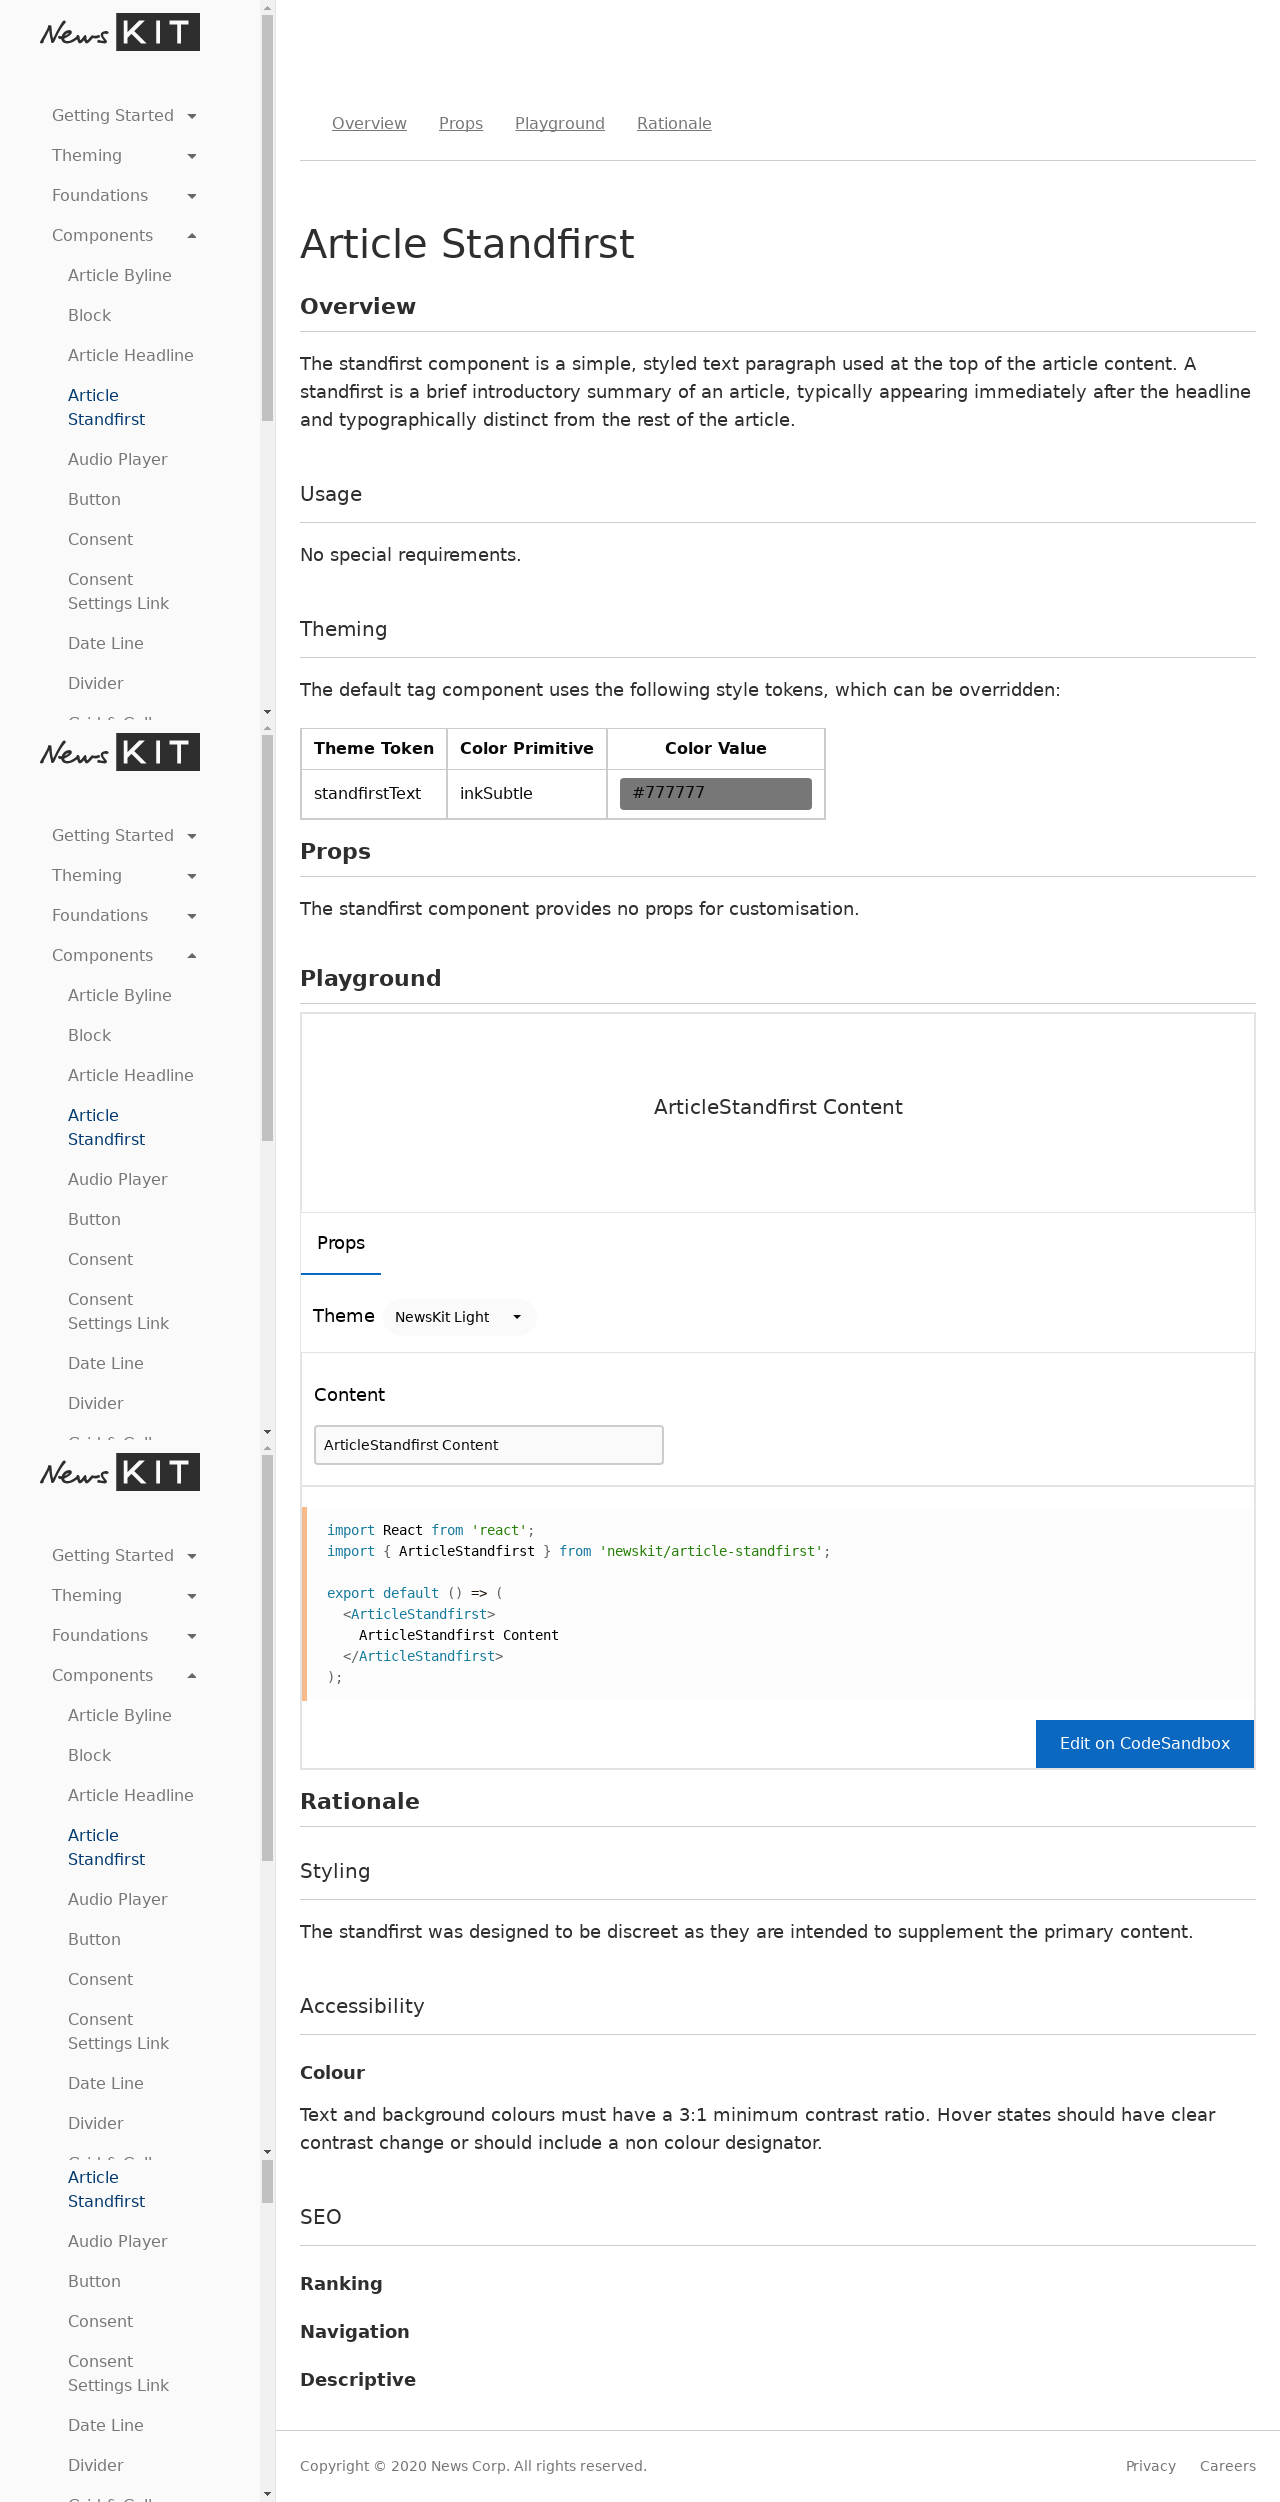 News KIT
Getting Started
Theming
Foundations
Components
Article Byline
Block
Article Headline
Article
Standfirst
Audio Player
Button
Consent
Consent
Settings Link
Date Line
Divider
News KIT
Getting Started
Theming
Foundations
Components
Article Byline
Block
Article Headline
Article
Standfirst
Audio Player
Button
Consent
Consent
Settings Link
Date Line
Divider
News KIT
Getting Started
Theming
Foundations
Components
Article Byline
Block
Article Headline
Article
Standfirst
Audio Player
Button
Consent
Consent
Settings Link
Date Line
Divider
Article
Standfirst
Audio Player
Button
Consent
Consent
Settings Link
Date Line
Divider
Overview Props Playground Rationale
Article Standfirst
Overview
The standfirst component is a simple, styled text paragraph used at the top of the article content. A
standfirst is a brief introductory summary of an article, typically appearing immediately after the headline
and typographically distinct from the rest of the article.
Usage
No special requirements.
Theming
The default tag component uses the following style tokens, which can be overridden:
Theme Token Color Primitive Color Value
standfirstText inkSubtle #777777
Props
The standfirst component provides no props for customisation.
Playground
ArticleStandfirst Content
Props
Theme NewsKit Light
Content
ArticleStandfirst Content
import React from 'react';
import { ArticleStandfirst } from 'newskit/article-standfirst';
export default () => (
<ArticleStandfirst>
ArticleStandfirst Content
</ArticleStandfirst>
);
Edit on CodeSandbox
Rationale
Styling
The standfirst was designed to be discreet as they are intended to supplement the primary content.
Accessibility
Colour
Text and background colours must have a 3:1 minimum contrast ratio. Hover states should have clear
contrast change or should include a non colour designator.
SEO
Ranking
Navigation
Descriptive
Copyright © 2020 News Corp. All rights reserved. Privacy Careers